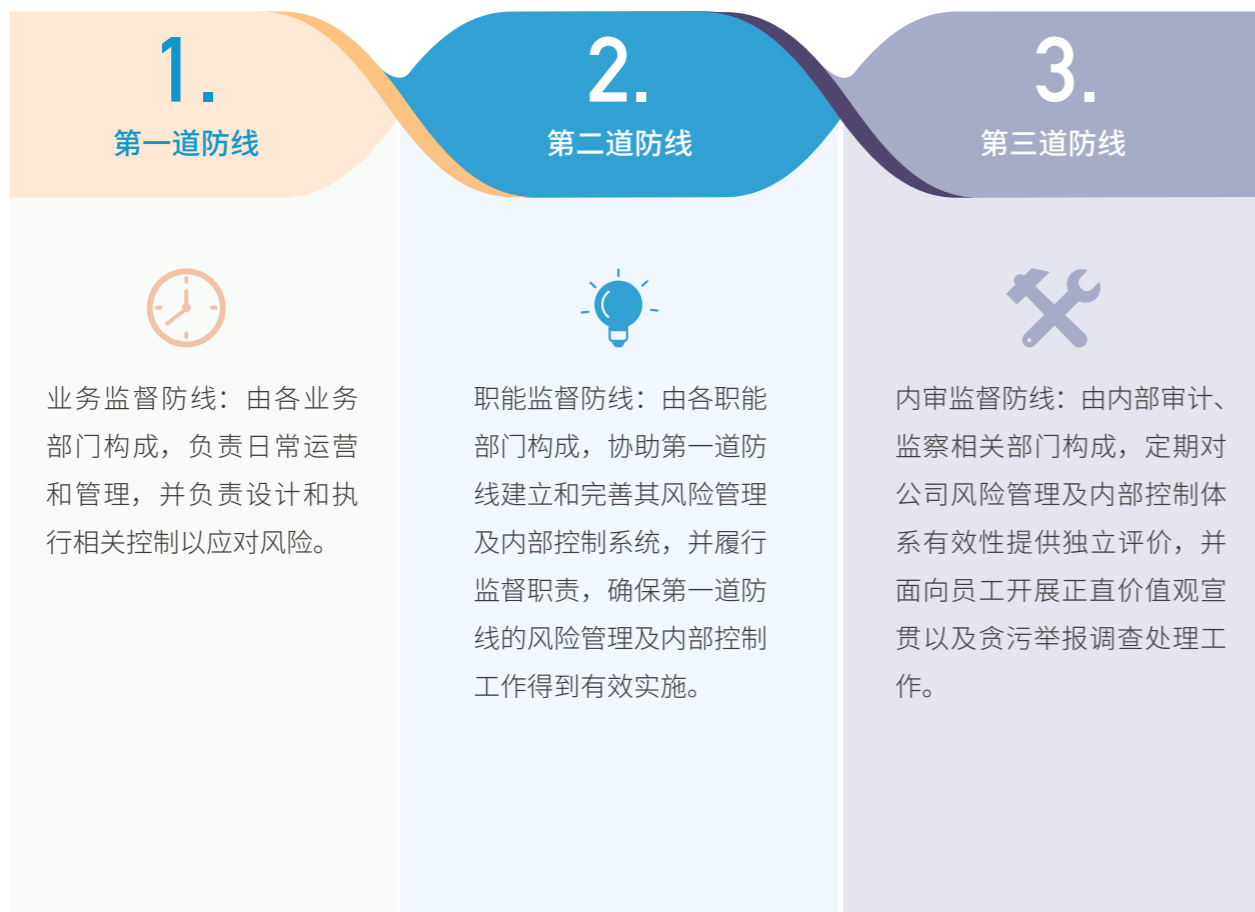 1.
第一道防线
业务监督防线：由各业务
部门构成，负责日常运营
和管理，并负责设计和执
行相关控制以应对风险。
2.
第二道防线
职能监督防线：由各职能
部门构成，协助第一道防
线建立和完善其风险管理
及内部控制系统，并履行
监督职责，确保第一道防
线的风险管理及内部控制
工作得到有效实施。
3.
第三道防线
内审监督防线：由内部审计、
监察相关部门构成，定期对
公司风险管理及内部控制体
系有效性提供独立评价，并
面向员工开展正直价值观宣
贯以及贪污举报调查处理工
作。